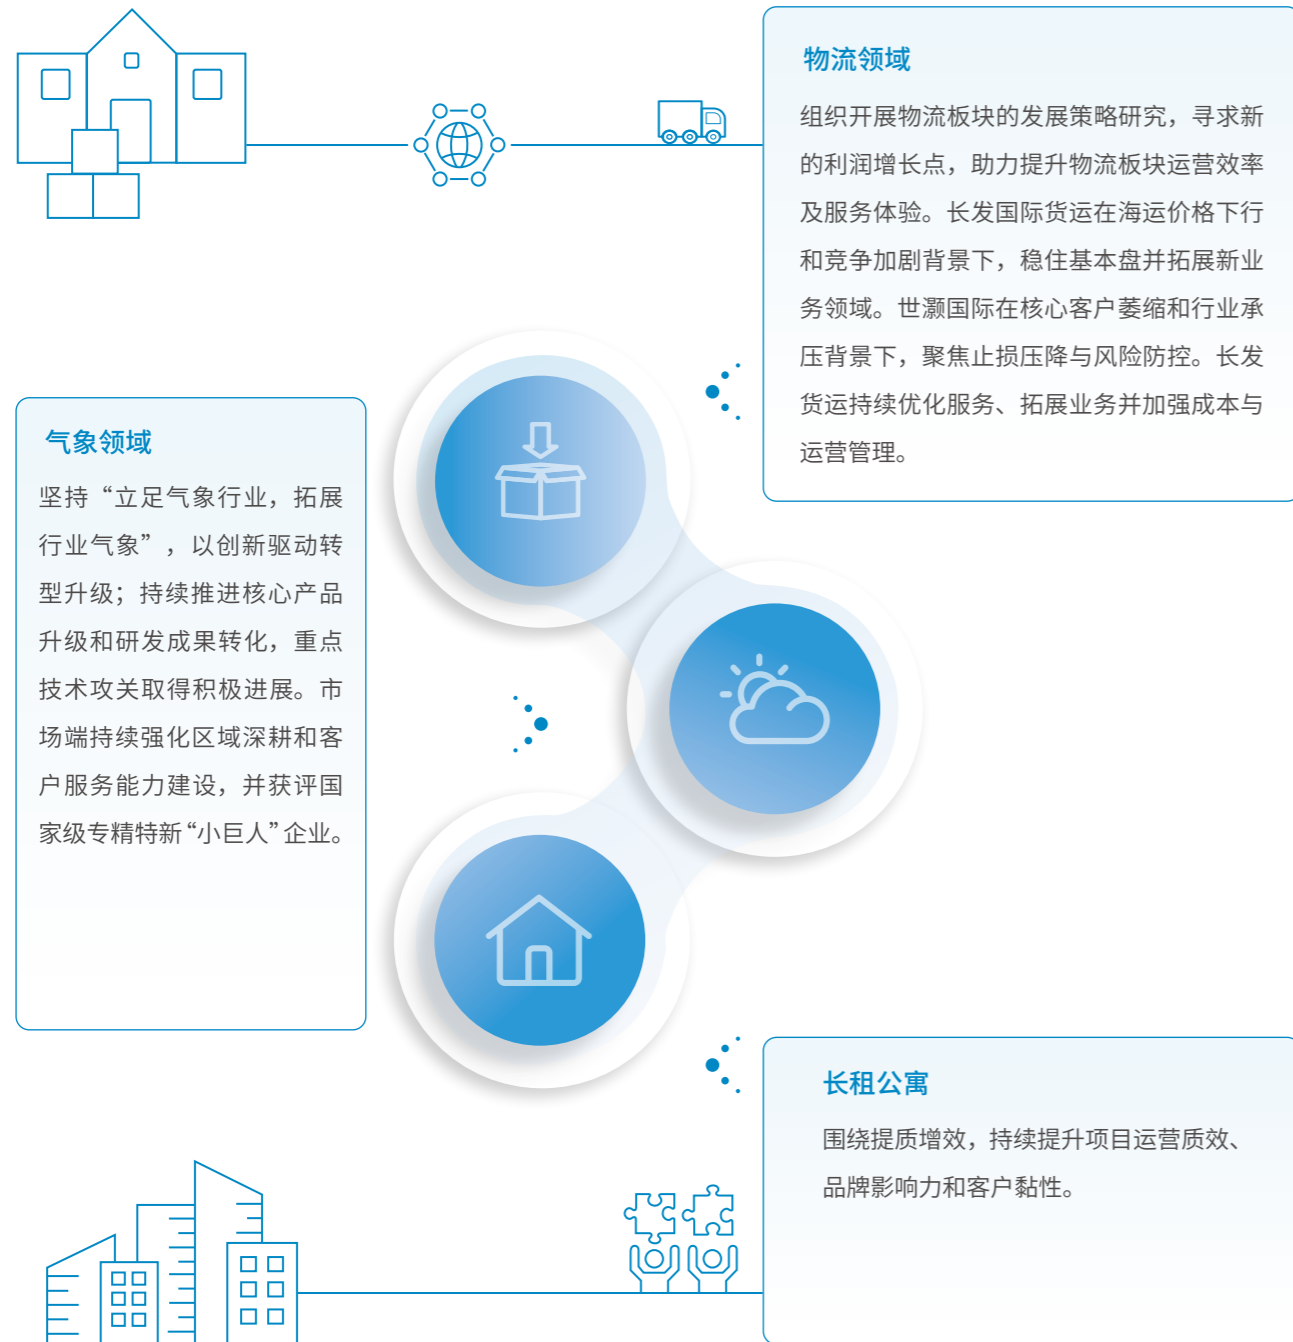 物流领域
组织开展物流板块的发展策略研究，寻求新
的利润增长点，助力提升物流板块运营效率
及服务体验。长发国际货运在海运价格下行
和竞争加剧背景下，稳住基本盘并拓展新业
务领域。世灏国际在核心客户萎缩和行业承
压背景下，聚焦止损压降与风险防控。长发
货运持续优化服务、拓展业务并加强成本与
运营管理。
气象领域
坚持“立足气象行业，拓展
行业气象”，以创新驱动转
型升级；持续推进核心产品
升级和研发成果转化，重点
技术攻关取得积极进展。市
场端持续强化区域深耕和客
户服务能力建设，并获评国
家级专精特新“小巨人”企业。
长租公寓
围绕提质增效，持续提升项目运营质效、
品牌影响力和客户黏性。